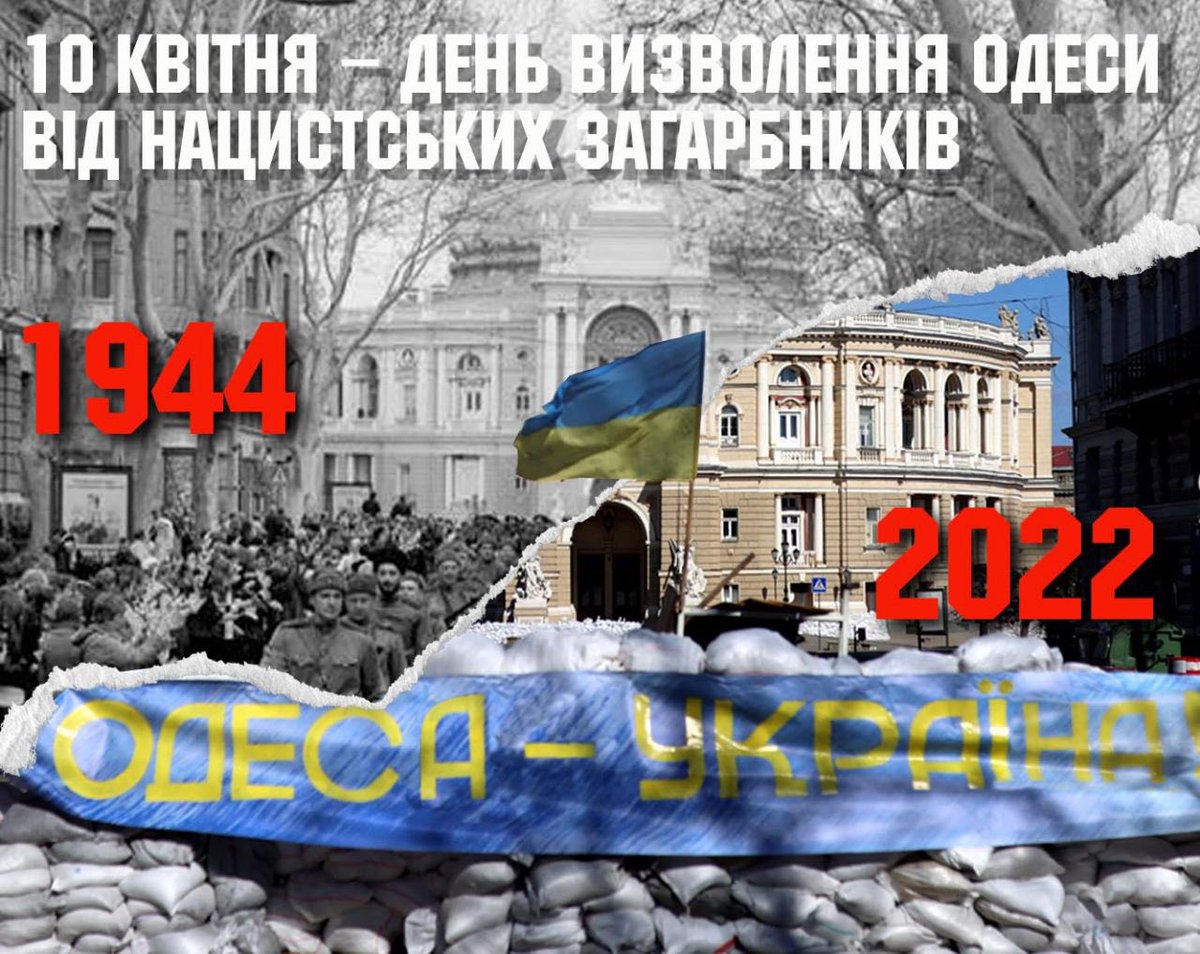 10 КВІТНЯ – ДЕНЬ ВИЗВОЛЕННЯ ОДЕСИ
ВІД НАЦИСТСЬКИХ ЗАГАРБНИКІВ
1944
2022
ОДЕСА – УКРАЇНА!